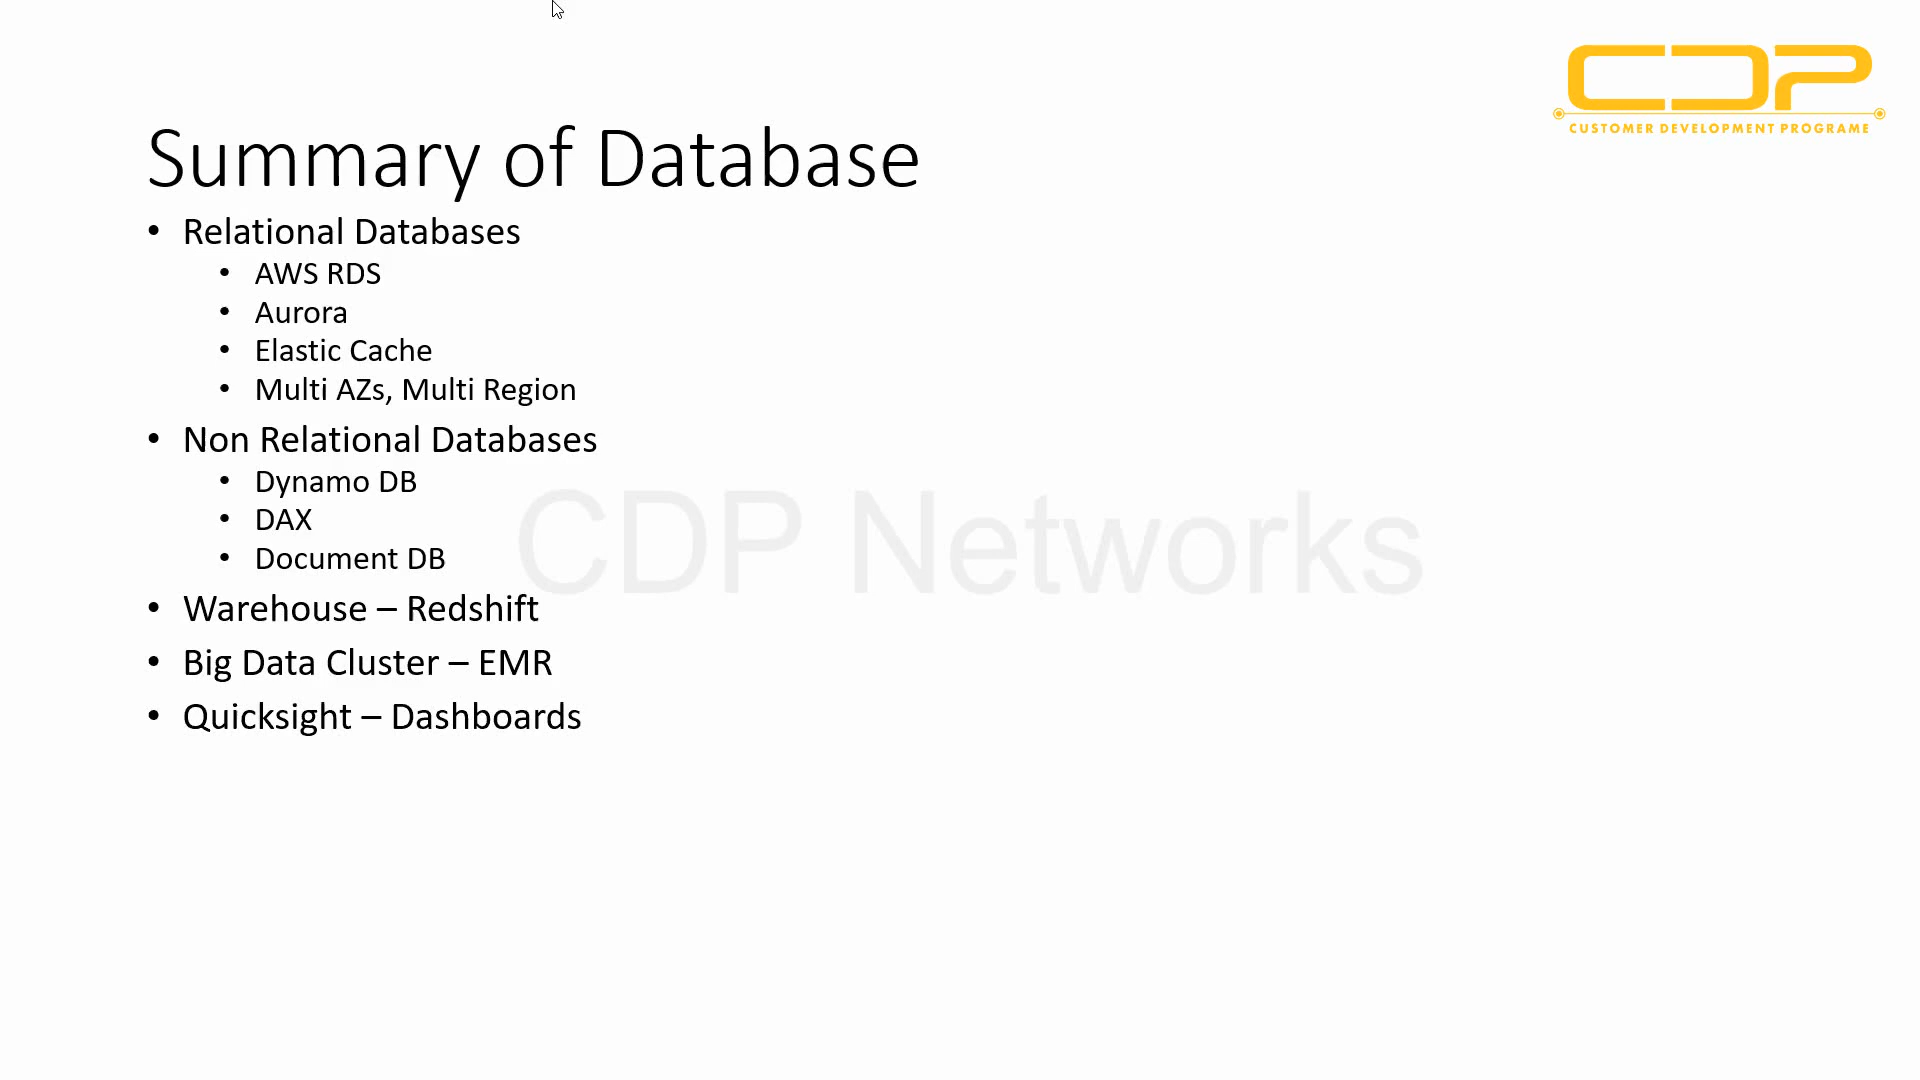 CDP
CUSTOMER DEVELOPMENT PROGRAME
Summary of Database
• Relational Databases
• AWS RDS
• Aurora
• Elastic Cache
• Multi AZs, Multi Region
• Non Relational Databases
• Dynamo DB
• DAX
• Document DB
• Warehouse – Redshift
• Big Data Cluster – EMR
• Quicksight – Dashboards
CDP Networks